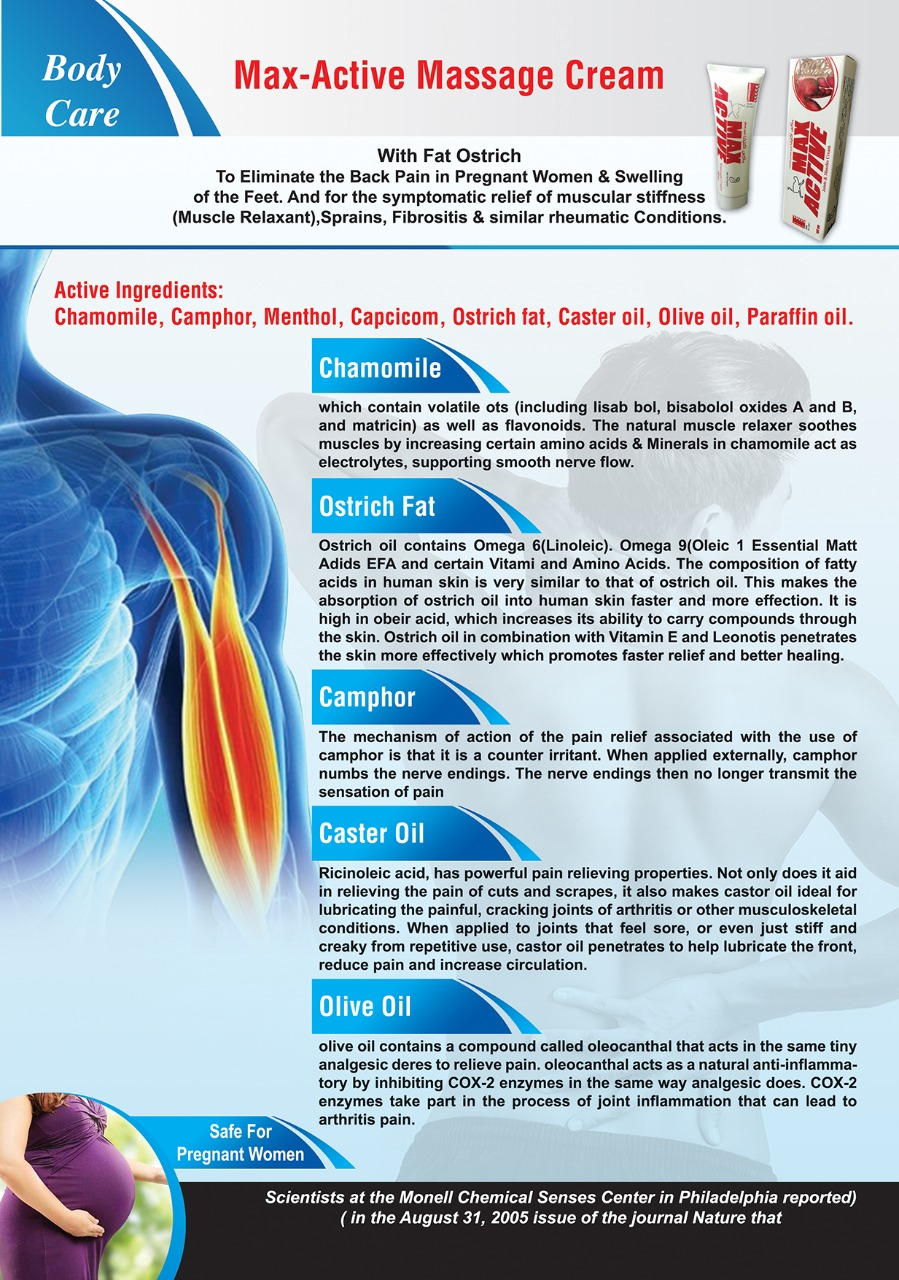 Body
Care
Max-Active Massage Cream
MAX
ACTIVE
MAX
ACTIVE
With Fat Ostrich
To Eliminate the Back Pain in Pregnant Women & Swelling
of the Feet. And for the symptomatic relief of muscular stiffness
(Muscle Relaxant),Sprains, Fibrositis & similar rheumatic Conditions.
Active Ingredients:
Chamomile, Camphor, Menthol, Capcicom, Ostrich fat, Caster oil, Olive oil, Paraffin oil.
Chamomile
which contain volatile ots (including lisab bol, bisabolol oxides A and B,
and matricin) as well as flavonoids. The natural muscle relaxer soothes
muscles by increasing certain amino acids & Minerals in chamomile act as
electrolytes, supporting smooth nerve flow.
Ostrich Fat
Ostrich oil contains Omega 6(Linoleic). Omega 9(Oleic 1 Essential Matt
Adids EFA and certain Vitami and Amino Acids. The composition of fatty
acids in human skin is very similar to that of ostrich oil. This makes the
absorption of ostrich oil into human skin faster and more effection. It is
high in obeir acid, which increases its ability to carry compounds through
the skin. Ostrich oil in combination with Vitamin E and Leonotis penetrates
the skin more effectively which promotes faster relief and better healing.
Camphor
The mechanism of action of the pain relief associated with the use of
camphor is that it is a counter irritant. When applied externally, camphor
numbs the nerve endings. The nerve endings then no longer transmit the
sensation of pain
Caster Oil
Ricinoleic acid, has powerful pain relieving properties. Not only does it aid
in relieving the pain of cuts and scrapes, it also makes castor oil ideal for
lubricating the painful, cracking joints of arthritis or other musculoskeletal
conditions. When applied to joints that feel sore, or even just stiff and
creaky from repetitive use, castor oil penetrates to help lubricate the front,
reduce pain and increase circulation.
Olive Oil
olive oil contains a compound called oleocanthal that acts in the same tiny
analgesic deres to relieve pain. oleocanthal acts as a natural anti-inflamma-
tory by inhibiting COX-2 enzymes in the same way analgesic does. COX-2
enzymes take part in the process of joint inflammation that can lead to
arthritis pain.
Safe For
Pregnant Women
Scientists at the Monell Chemical Senses Center in Philadelphia reported)
( in the August 31, 2005 issue of the journal Nature that